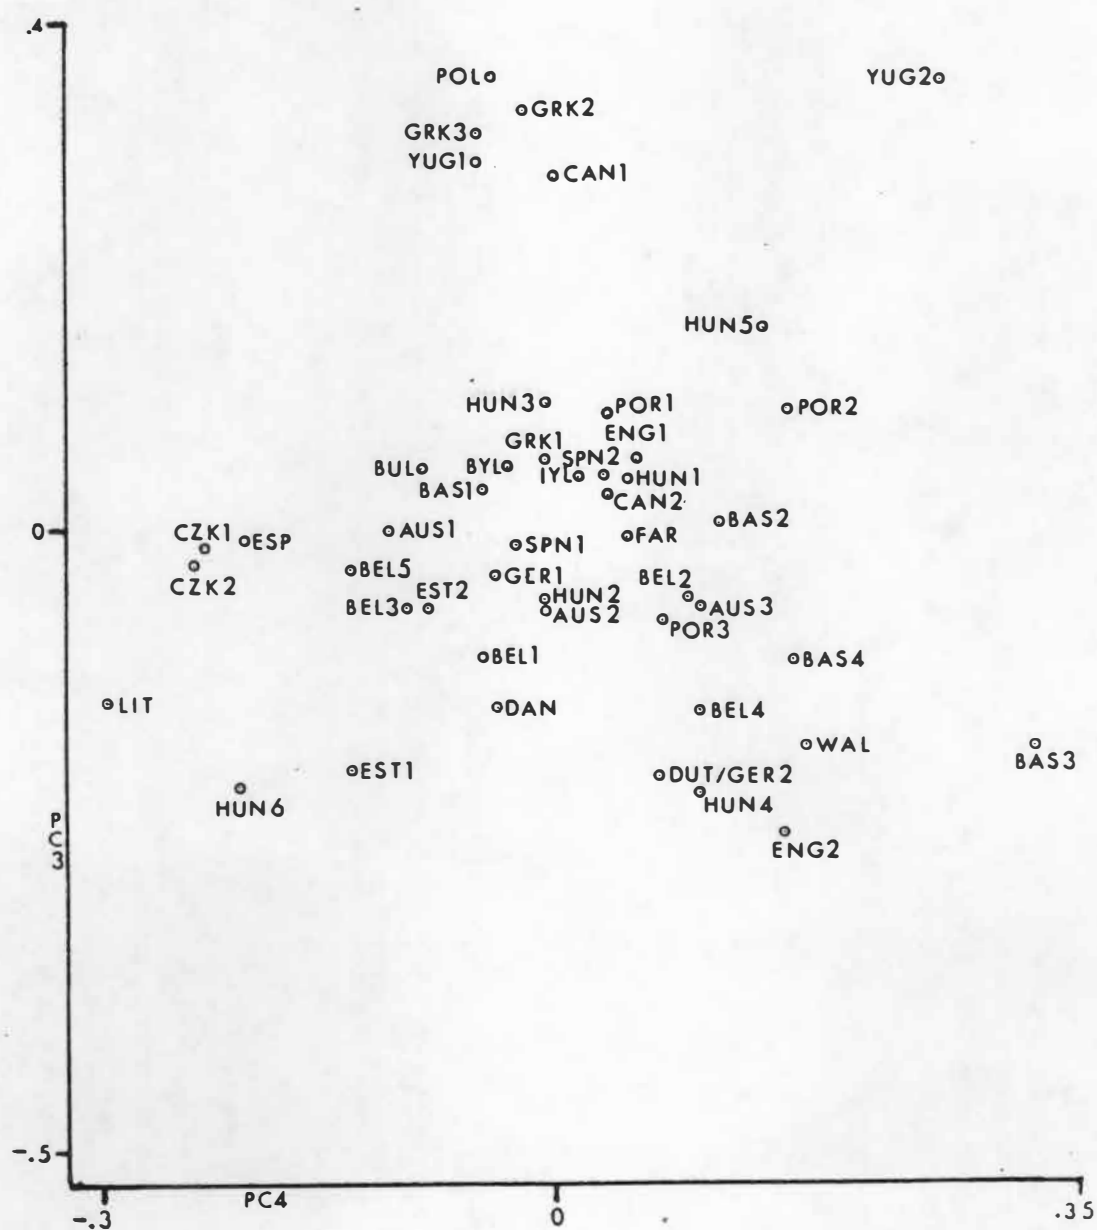 .4
POL
YUG2
GRK2
GRK3
YUG1
CAN1
HUN5
HUN3
POR1
POR2
ENG1
GRK1
SPN2
BUL
BYL
IYL
HUN1
BAS1
CAN2
BAS2
0
CZK1
ESP
AUS1
SPN1
FAR
CZK2
BEL5
GER1
BEL2
EST2
HUN2
BEL3
AUS2
AUS3
POR3
BEL1
BAS4
LIT
DAN
BEL4
WAL
BAS3
EST1
DUT/GER2
HUN6
HUN4
PC3
ENG2
-.5
PC4
-.3
0
.35